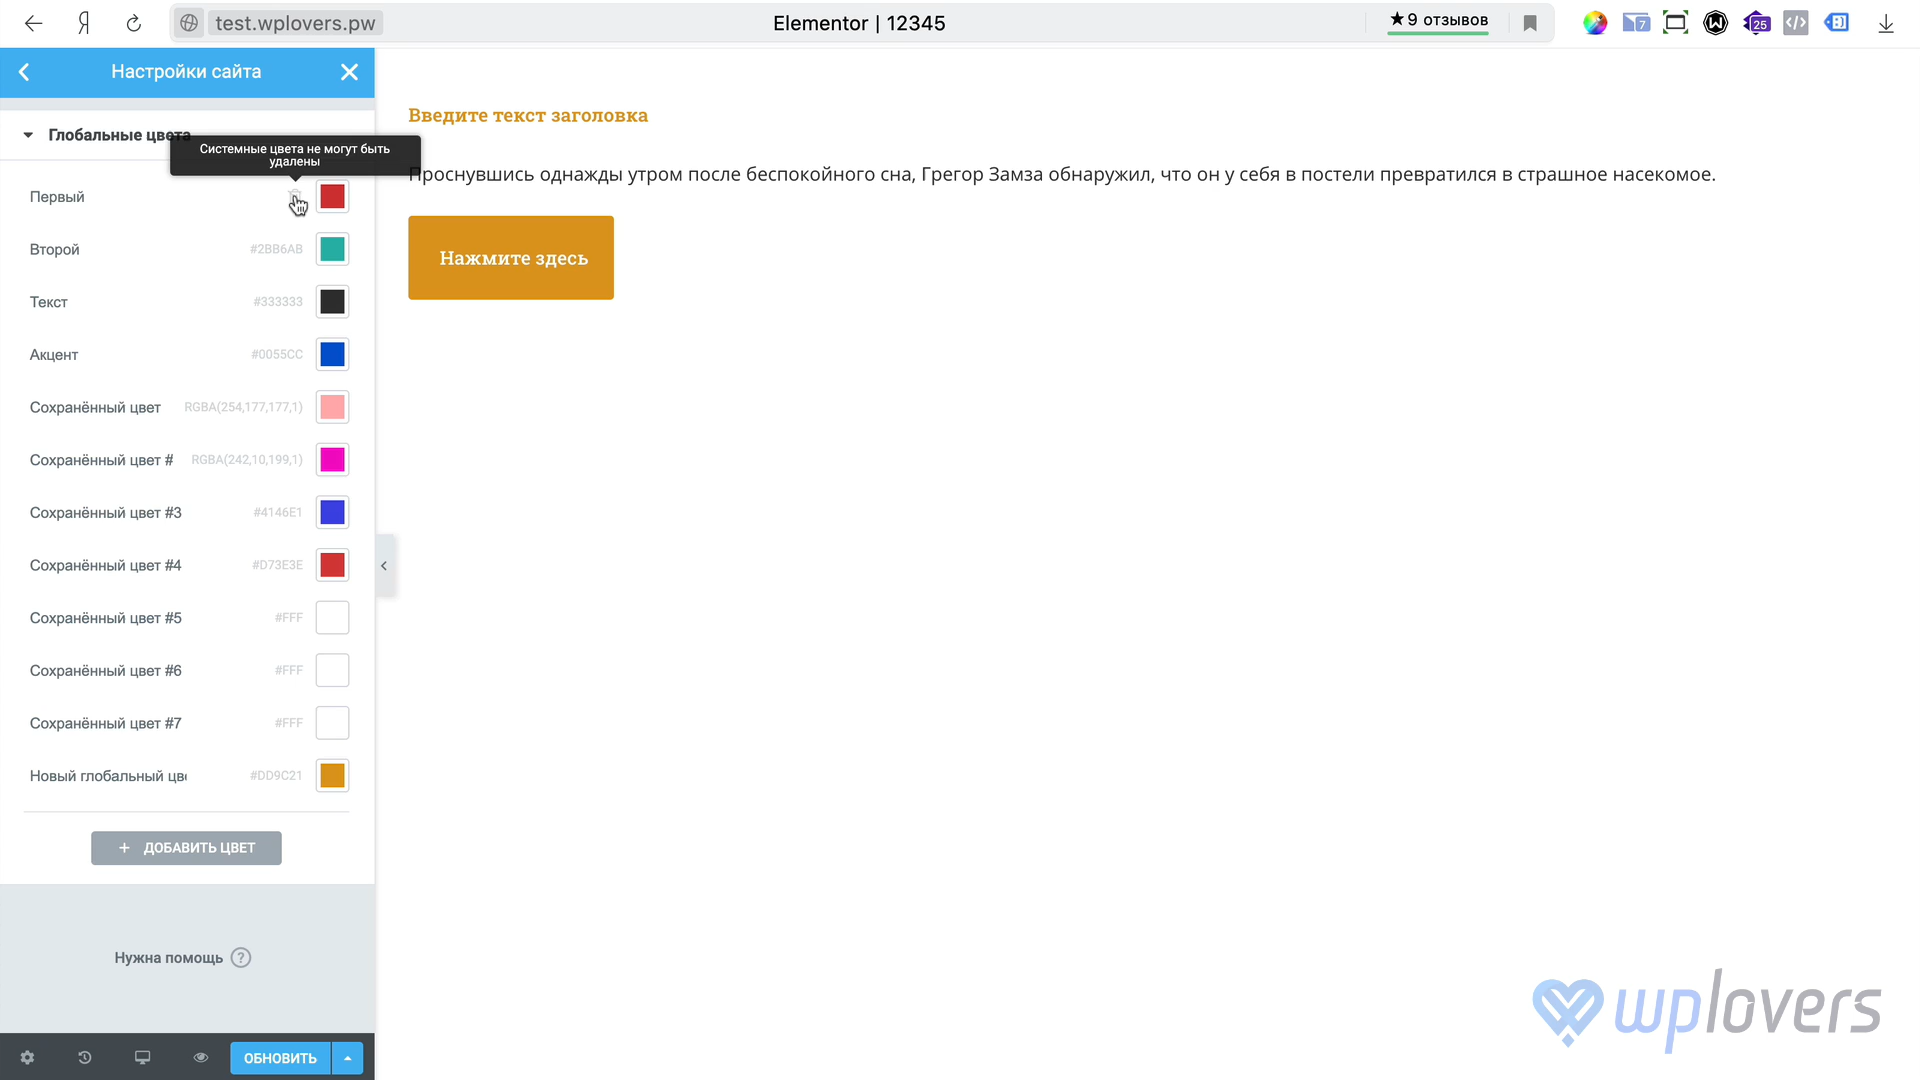 Я
test.wplovers.pw
Elementor | 12345
★9 отзывов
7
25
Настройки сайта
Глобальные цвета
Системные цвета не могут быть
удалены
Первый
Второй
#2BB6AB
Текст
#333333
Акцент
#0055CC
Сохранённый цвет
RGBA(254,177,177,1)
Сохранённый цвет #
RGBA(242,10,199,1)
Сохранённый цвет #3
#4146E1
Сохранённый цвет #4
#D73E3E
Сохранённый цвет #5
#FFF
Сохранённый цвет #6
#FFF
Сохранённый цвет #7
#FFF
Новый глобальный цв
#DD9C21
+ ДОБАВИТЬ ЦВЕТ
Нужна помощь ?
ОБНОВИТЬ
Введите текст заголовка
Проснувшись однажды утром после беспокойного сна, Грегор Замза обнаружил, что он у себя в постели превратился в страшное насекомое.
Нажмите здесь
wplovers